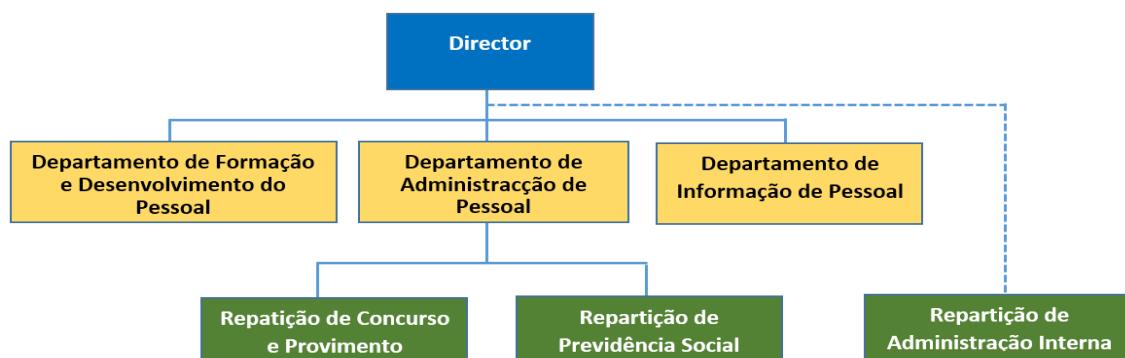 Director
Departamento de Formação
e Desenvolvimento do
Pessoal
Departamento de
Administracção de
Pessoal
Departamento de
Informação de Pessoal
Repatição de Concurso
e Provimento
Repartição de
Previdência Social
Repartição de
Administração Interna